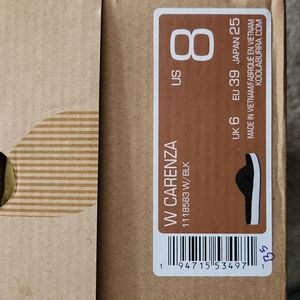 US 8
UK 6 EU 39 JAPAN 25
MADE IN VIETNAM/FABRIQUÉ EN VIETNAM
KOOLABURRA.COM
W CARENZA
1118583 W/ BLK
1 94715 53497 1